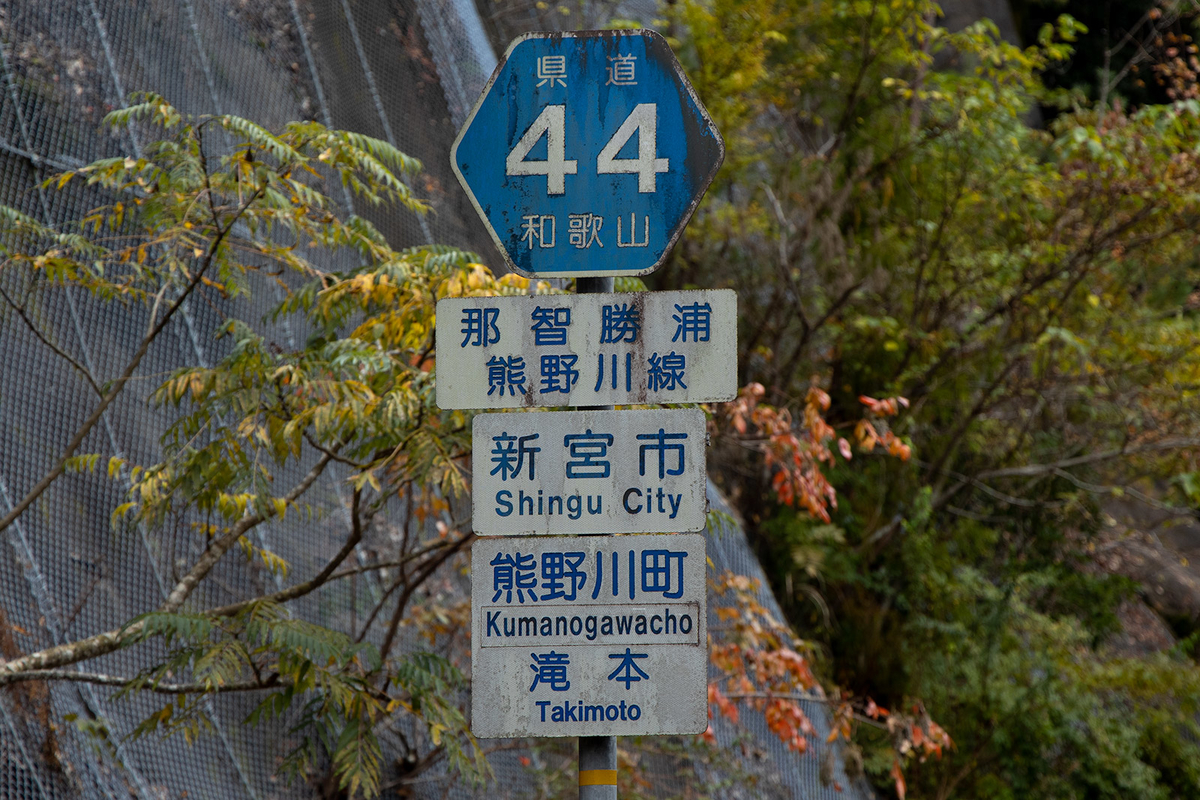 県道
44
和歌山
那智勝浦
熊野川線
新宮市
Shingu City
熊野川町
Kumanogawacho
滝本
Takimoto